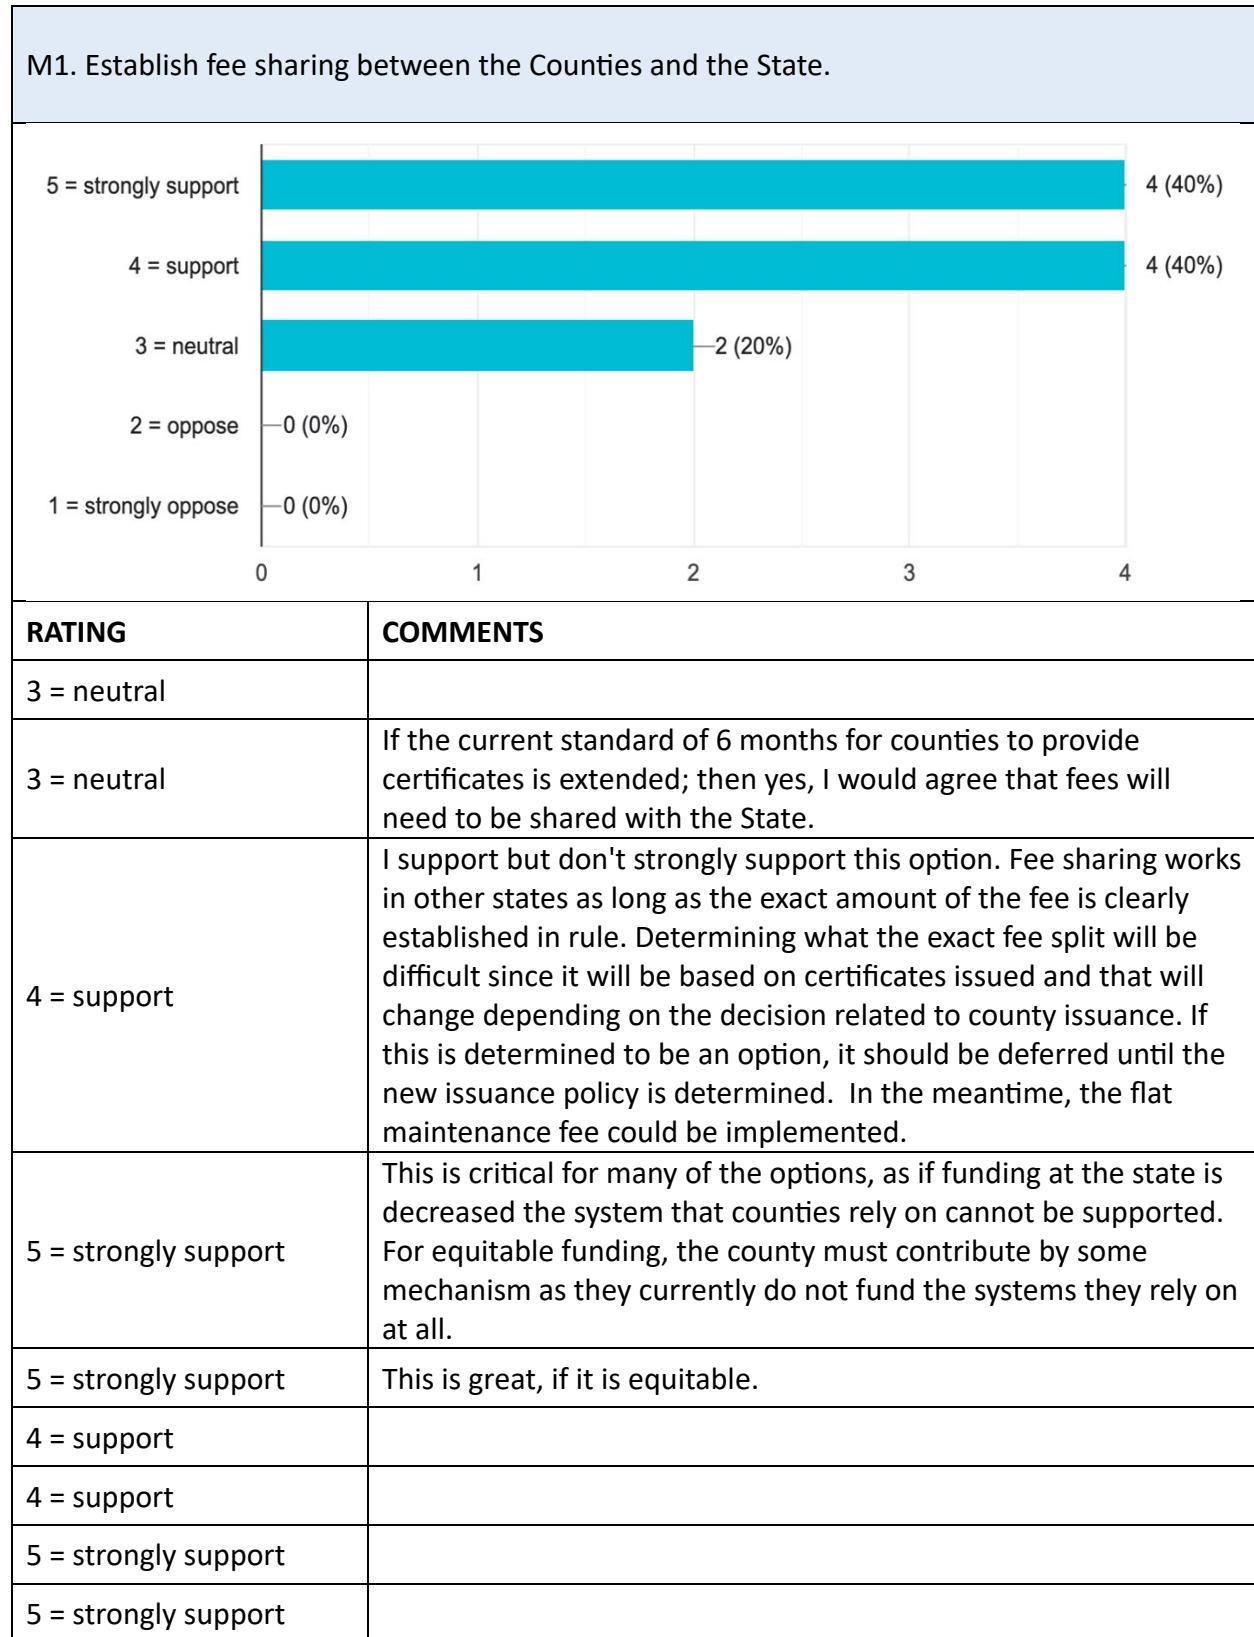 M1. Establish fee sharing between the Counties and the State.
5 = strongly support
4 (40%)
4 = support
4 (40%)
3 = neutral
2 (20%)
2 = oppose
0 (0%)
1 = strongly oppose
0 (0%)
0 1 2 3 4
RATING COMMENTS
3 = neutral
3 = neutral
If the current standard of 6 months for counties to provide
certificates is extended; then yes, I would agree that fees will
need to be shared with the State.
4 = support
I support but don't strongly support this option. Fee sharing works
in other states as long as the exact amount of the fee is clearly
established in rule. Determining what the exact fee split will be
difficult since it will be based on certificates issued and that will
change depending on the decision related to county issuance. If
this is determined to be an option, it should be deferred until the
new issuance policy is determined.  In the meantime, the flat
maintenance fee could be implemented.
5 = strongly support
This is critical for many of the options, as if funding at the state is
decreased the system that counties rely on cannot be supported.
For equitable funding, the county must contribute by some
mechanism as they currently do not fund the systems they rely on
at all.
5 = strongly support
This is great, if it is equitable.
4 = support
4 = support
5 = strongly support
5 = strongly support